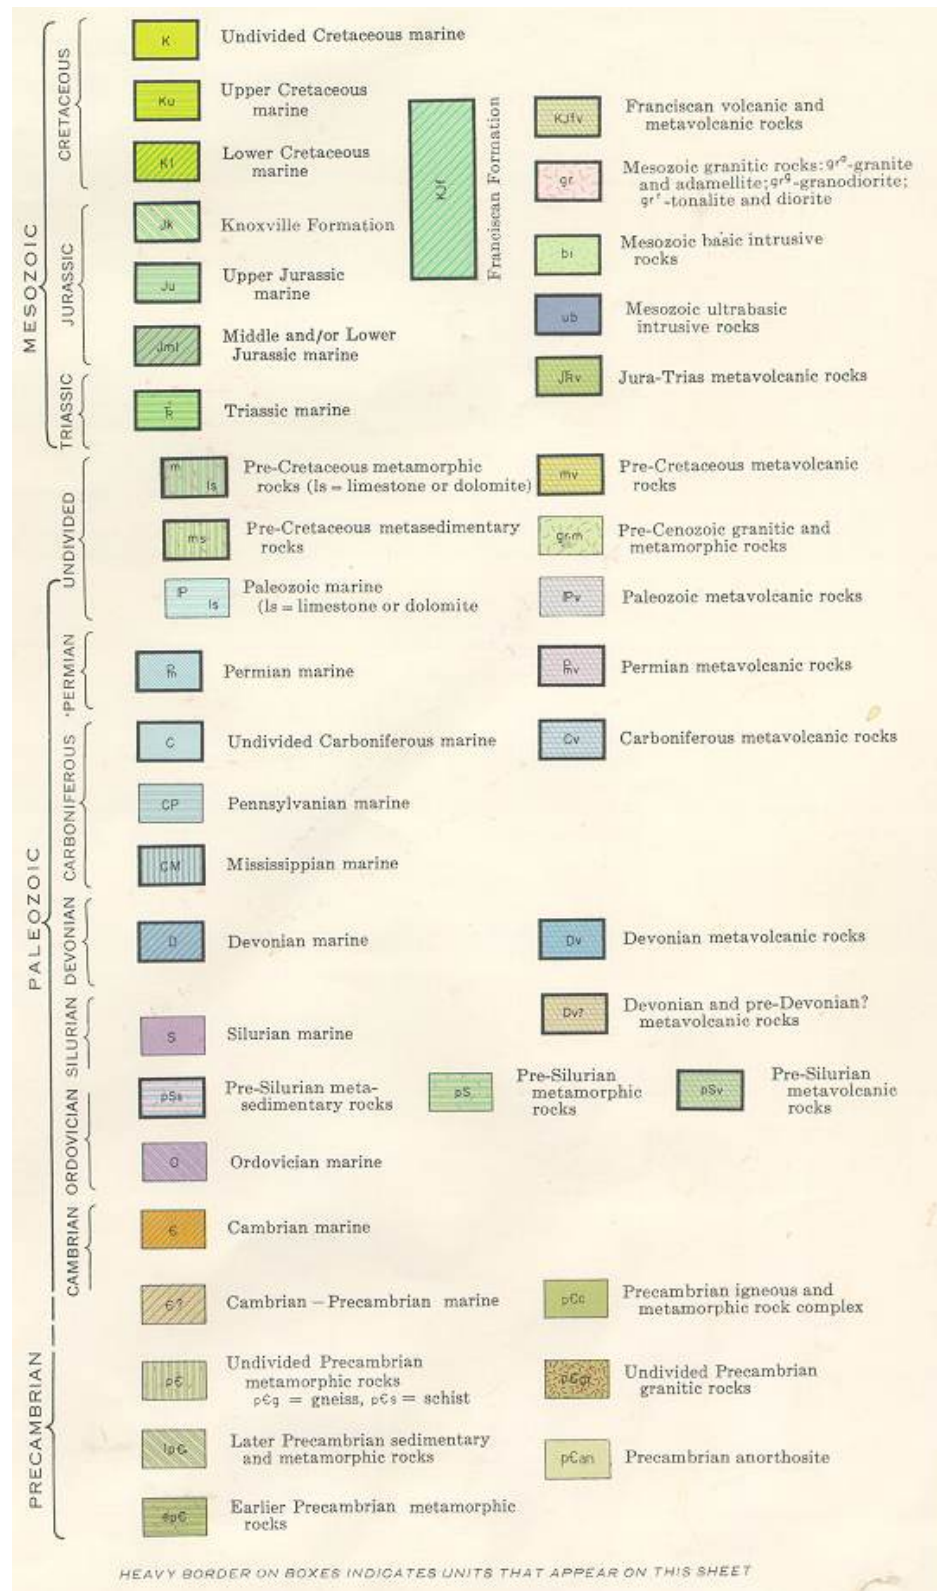 MESOZOIC
CRETACEOUS
K
Undivided Cretaceous marine
Ku
Upper Cretaceous
marine
Kl
Lower Cretaceous
marine
JURASSIC
Jk
Knoxville Formation
Ju
Upper Jurassic
marine
Jml
Middle and/or Lower
Jurassic marine
TRIASSIC
Triassic marine
KJf
Franciscan Formation
KJfv
Franciscan volcanic and
metavolcanic rocks
gr
Mesozoic granitic rocks: grᵍ-granite
and adamellite; grᵍ-granodiorite;
grᵗ-tonalite and diorite
bi
Mesozoic basic intrusive
rocks
ub
Mesozoic ultrabasic
intrusive rocks
JTRv
Jura-Trias metavolcanic rocks
UNDIVIDED
m
ls
Pre-Cretaceous metamorphic
rocks (ls = limestone or dolomite)
mv
Pre-Cretaceous metavolcanic
rocks
ms
Pre-Cretaceous metasedimentary
rocks
gr-m
Pre-Cenozoic granitic and
metamorphic rocks
PALEOZOIC
IP
ls
Paleozoic marine
(ls = limestone or dolomite
IPv
Paleozoic metavolcanic rocks
PERMIAN
Pm
Permian marine
Pmv
Permian metavolcanic rocks
CARBONIFEROUS
C
Undivided Carboniferous marine
Cv
Carboniferous metavolcanic rocks
CP
Pennsylvanian marine
CM
Mississippian marine
DEVONIAN
D
Devonian marine
Dv
Devonian metavolcanic rocks
Dv?
Devonian and pre-Devonian?
metavolcanic rocks
SILURIAN
S
Silurian marine
ORDOVICIAN
pSs
Pre-Silurian meta-
sedimentary rocks
pS
Pre-Silurian
metamorphic
rocks
pSv
Pre-Silurian
metavolcanic
rocks
O
Ordovician marine
CAMBRIAN
Є
Cambrian marine
Є?
Cambrian – Precambrian marine
pЄc
Precambrian igneous and
metamorphic rock complex
PRECAMBRIAN
pЄ
Undivided Precambrian
metamorphic rocks
pЄg = gneiss, pЄs = schist
pЄgr
Undivided Precambrian
granitic rocks
lpЄ
Later Precambrian sedimentary
and metamorphic rocks
pЄan
Precambrian anorthosite
epЄ
Earlier Precambrian metamorphic
rocks
HEAVY BORDER ON BOXES INDICATES UNITS THAT APPEAR ON THIS SHEET